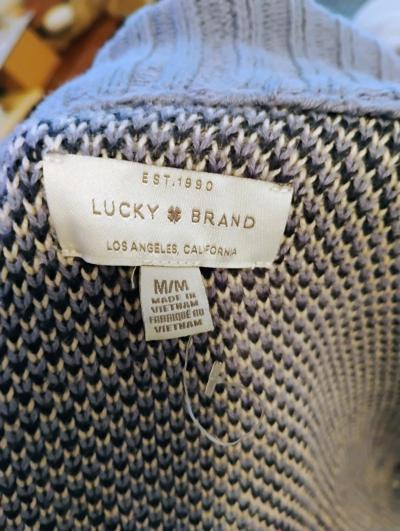 EST.1990
LUCKY BRAND
LOS ANGELES, CALIFORNIA
M/M
MADE IN
VIETNAM
FABRIQUÉ AU
VIETNAM